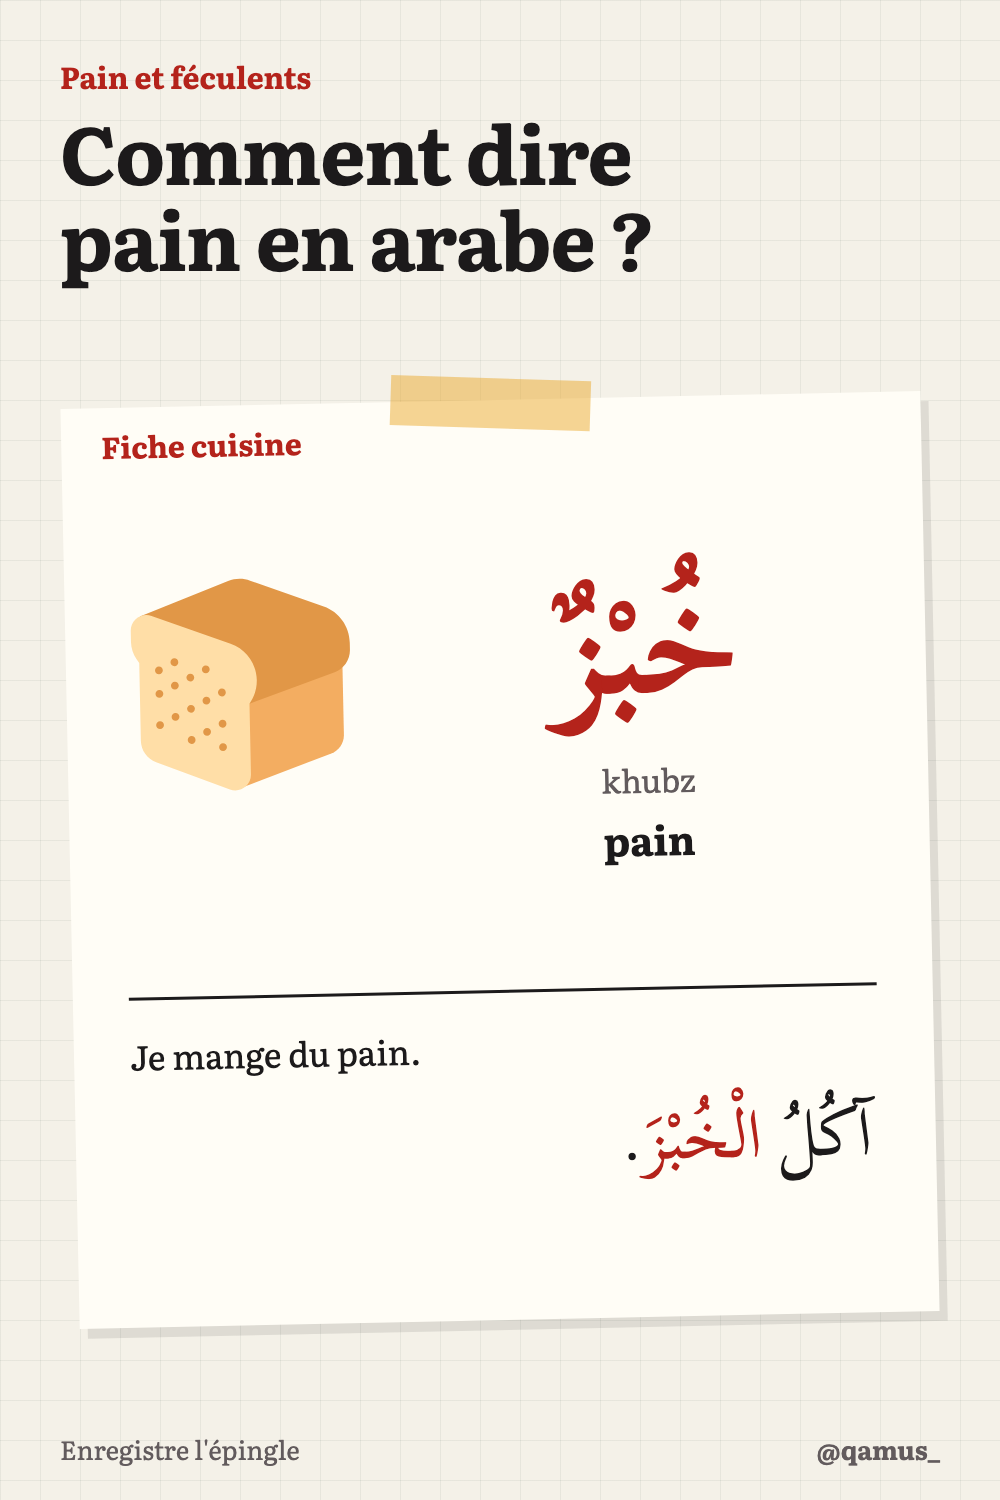 Pain et féculents
Comment dire
pain en arabe ?
Fiche cuisine
خُبْزٌ
khubz
pain
Je mange du pain.
آكُلُ الْخُبْزَ.
Enregistre l'épingle
@qamus_